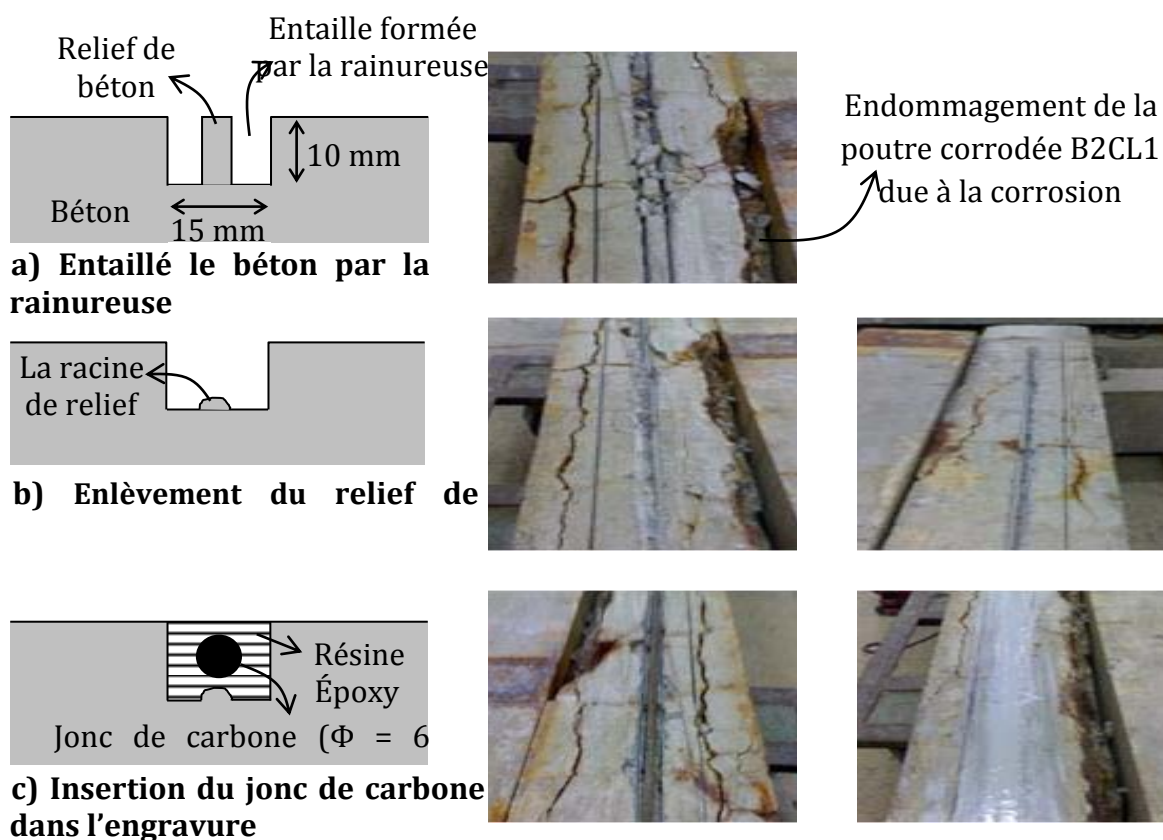 Relief de
béton
Entaille formée
par la rainureuse
10 mm
Béton
15 mm
Endommagement de la
poutre corrodée B2CL1
due à la corrosion
a) Entaillé le béton par la
rainureuse
La racine
de relief
b) Enlèvement du relief de
Résine
Époxy
Jonc de carbone (Φ = 6
c) Insertion du jonc de carbone
dans l'engravure